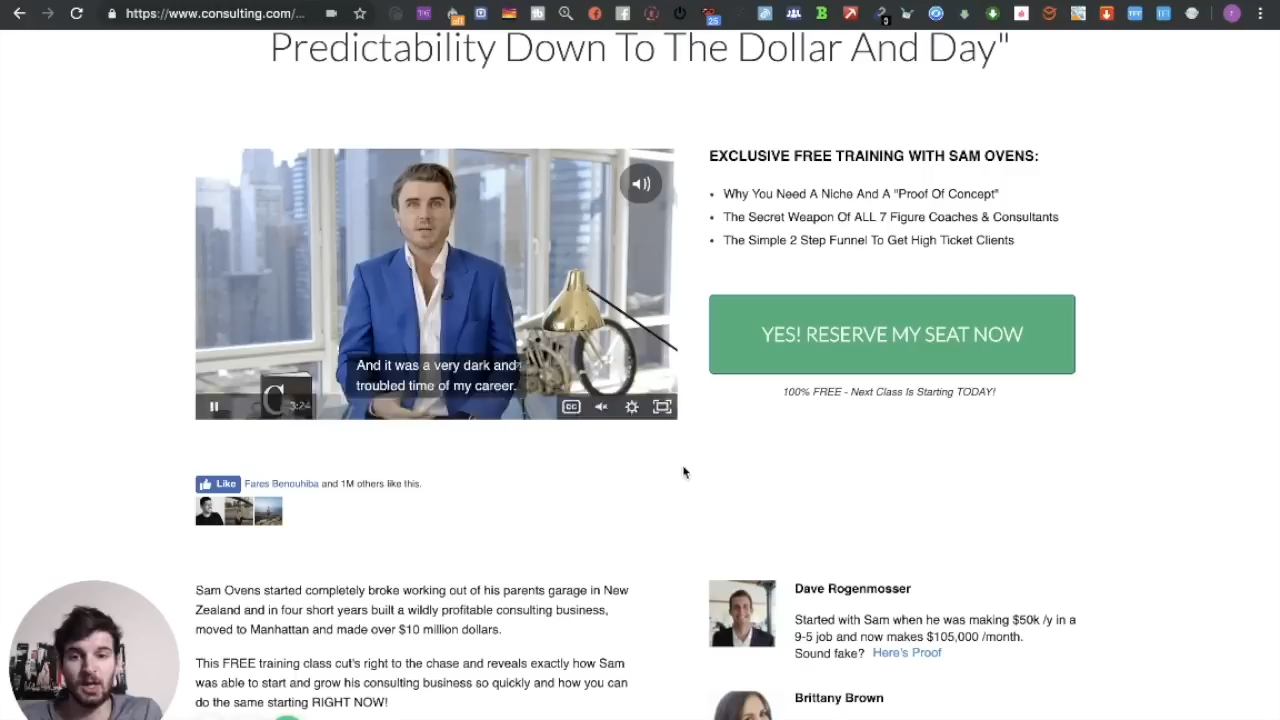 https://www.consulting.com/...
off
25
3
Predictability Down To The Dollar And Day"
EXCLUSIVE FREE TRAINING WITH SAM OVENS:
• Why You Need A Niche And A "Proof Of Concept"
• The Secret Weapon Of ALL 7 Figure Coaches & Consultants
• The Simple 2 Step Funnel To Get High Ticket Clients
YES! RESERVE MY SEAT NOW
100% FREE - Next Class Is Starting TODAY!
And it was a very dark and
troubled time of my career.
C
3:24
CC
Like Fares Benouhiba and 1M others like this.
Sam Ovens started completely broke working out of his parents garage in New
Zealand and in four short years built a wildly profitable consulting business,
moved to Manhattan and made over $10 million dollars.
This FREE training class cut's right to the chase and reveals exactly how Sam
was able to start and grow his consulting business so quickly and how you can
do the same starting RIGHT NOW!
Dave Rogenmosser
Started with Sam when he was making $50k /y in a
9-5 job and now makes $105,000 /month.
Sound fake? Here's Proof
Brittany Brown